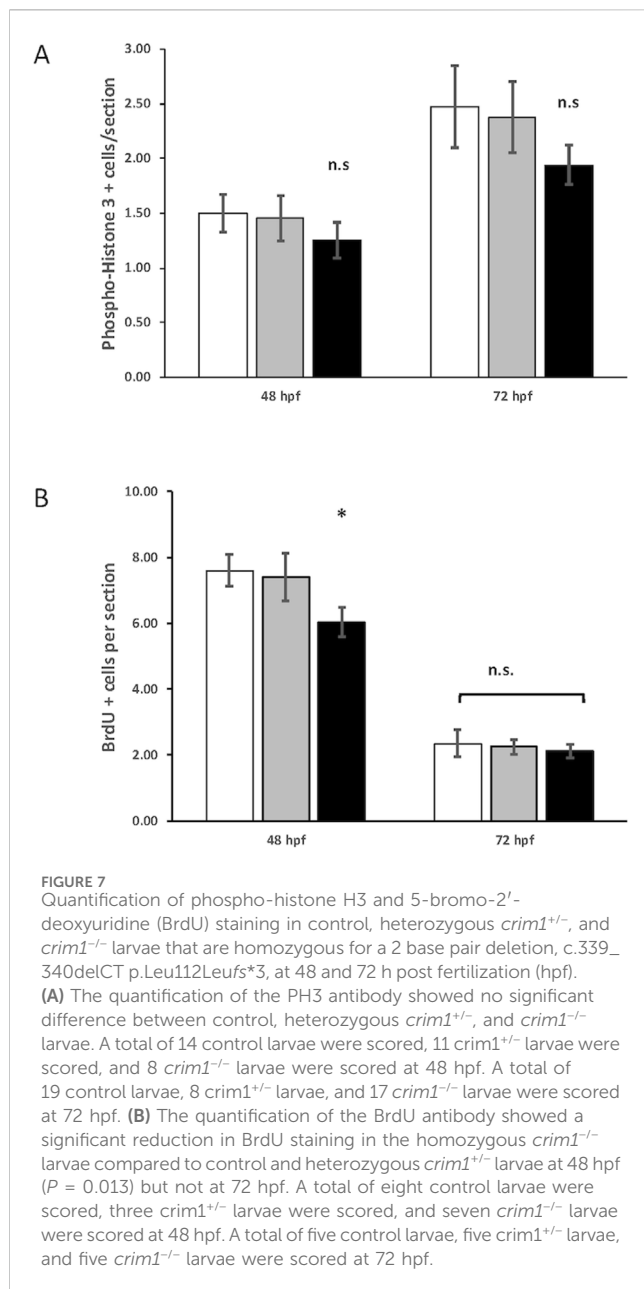 A
3.00
2.50
2.00
1.50
1.00
0.50
0.00
Phospho-Histone 3 + cells/section
n.s
n.s
48 hpf
72 hpf
B
10.00
8.00
6.00
4.00
2.00
0.00
BrdU + cells per section
*
n.s.
48 hpf
72 hpf
FIGURE 7
Quantification of phospho-histone H3 and 5-bromo-2′-
deoxyuridine (BrdU) staining in control, heterozygous crim1⁺/⁻, and
crim1⁻/⁻ larvae that are homozygous for a 2 base pair deletion, c.339_
340delCT p.Leu112Leufs*3, at 48 and 72 h post fertilization (hpf).
(A) The quantification of the PH3 antibody showed no significant
difference between control, heterozygous crim1⁺/⁻, and crim1⁻/⁻
larvae. A total of 14 control larvae were scored, 11 crim1⁺/⁻ larvae were
scored, and 8 crim1⁻/⁻ larvae were scored at 48 hpf. A total of
19 control larvae, 8 crim1⁺/⁻ larvae, and 17 crim1⁻/⁻ larvae were scored
at 72 hpf. (B) The quantification of the BrdU antibody showed a
significant reduction in BrdU staining in the homozygous crim1⁻/⁻
larvae compared to control and heterozygous crim1⁺/⁻ larvae at 48 hpf
(P = 0.013) but not at 72 hpf. A total of eight control larvae were
scored, three crim1⁺/⁻ larvae were scored, and seven crim1⁻/⁻ larvae
were scored at 48 hpf. A total of five control larvae, five crim1⁺/⁻ larvae,
and five crim1⁻/⁻ larvae were scored at 72 hpf.